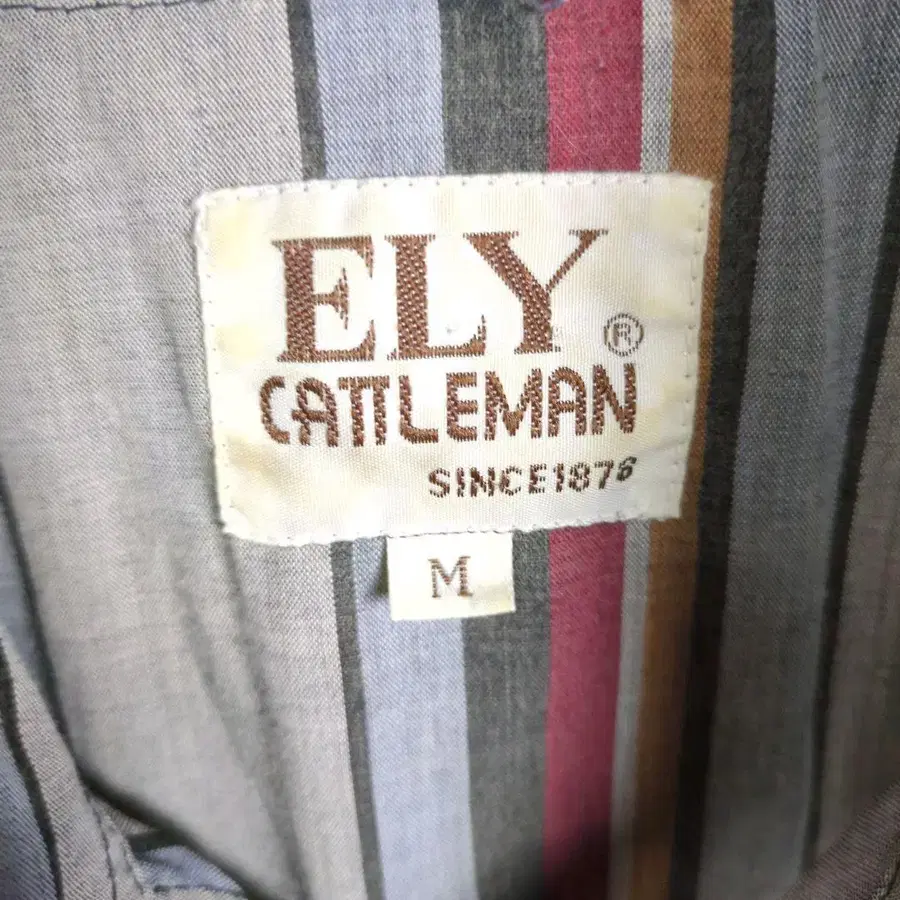 ELY ®
CATTLEMAN
SINCE1876
M